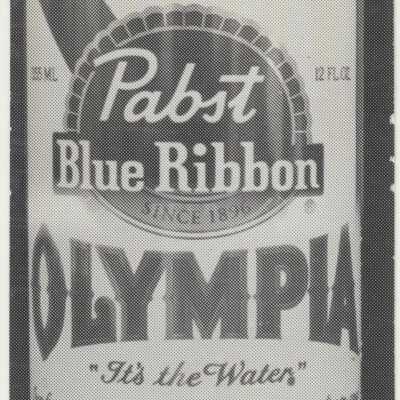 Pabst
355 ML
12 FL.OZ.
Blue Ribbon
®
SINCE 1896
OLYMPIA
"It's the Water®"